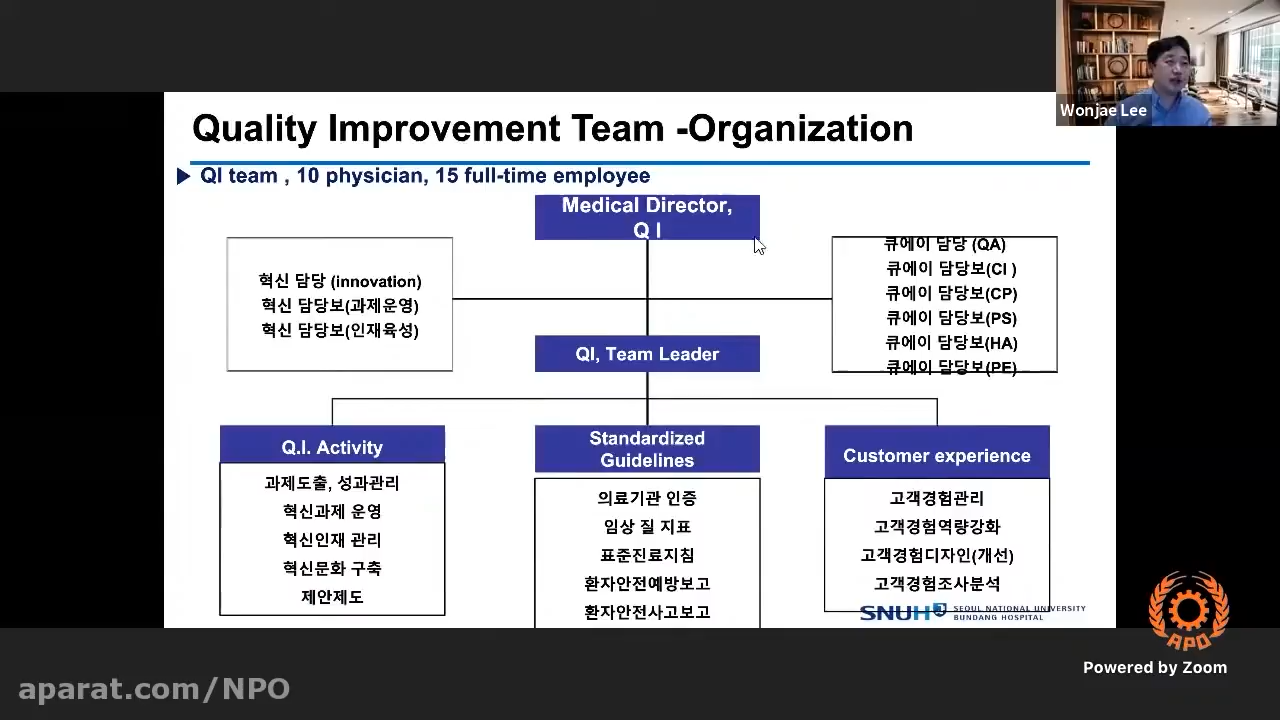 Wonjae Lee
Quality Improvement Team -Organization
QI team , 10 physician, 15 full-time employee
Medical Director,
Q I
혁신 담당 (innovation)
혁신 담당보(과제운영)
혁신 담당보(인재육성)
큐에이 담당 (QA)
큐에이 담당보(CI )
큐에이 담당보(CP)
큐에이 담당보(PS)
큐에이 담당보(HA)
큐에이 담당보(PE)
QI, Team Leader
Q.I. Activity
과제도출, 성과관리
혁신과제 운영
혁신인재 관리
혁신문화 구축
제안제도
Standardized
Guidelines
의료기관 인증
임상 질 지표
표준진료지침
환자안전예방보고
환자안전사고보고
Customer experience
고객경험관리
고객경험역량강화
고객경험디자인(개선)
고객경험조사분석
SNUH
SEOUL NATIONAL UNIVERSITY
BUNDANG HOSPITAL
APO
Powered by Zoom
aparat.com/NPO